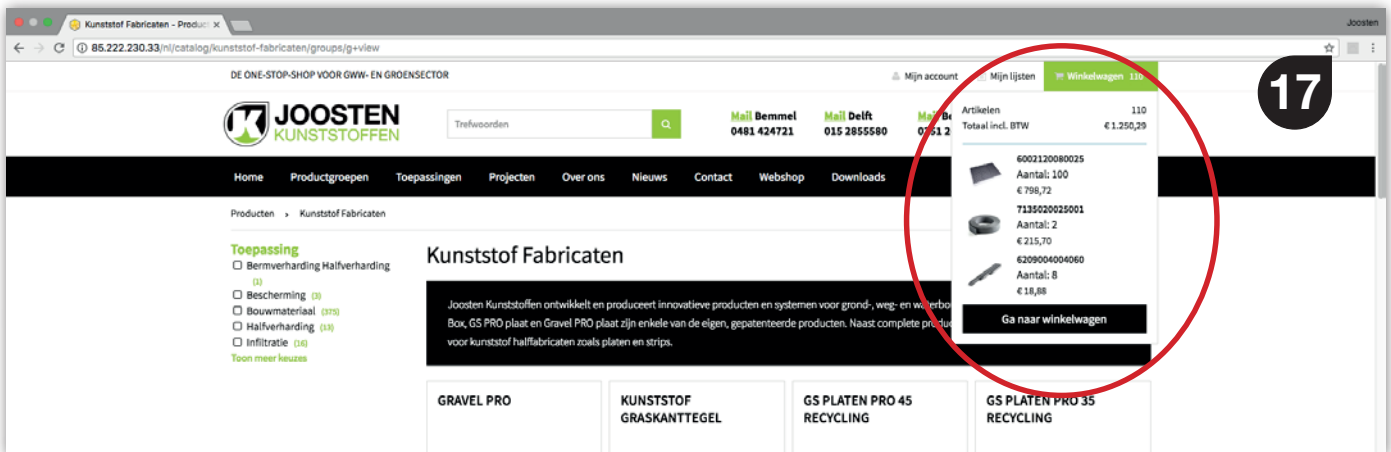 Kunststof Fabricaten - Produc
Joosten
85.222.230.33/nl/catalog/kunststof-fabricaten/groups/g+view
DE ONE-STOP-SHOP VOOR GWW- EN GROENSECTOR
Mijn account
Mijn lijsten
Winkelwagen 110
17
JOOSTEN
KUNSTSTOFFEN
Trefwoorden
Mail Bemmel
0481 424721
Mail Delft
015 2855580
Mail Be
0251 2
Artikelen 110
Totaal incl. BTW € 1.250,29
6002120080025
Aantal: 100
€ 798,72
7135020025001
Aantal: 2
€ 215,70
6209004004060
Aantal: 8
€ 18,88
Ga naar winkelwagen
Home Productgroepen Toepassingen Projecten Over ons Nieuws Contact Webshop Downloads
Producten > Kunststof Fabricaten
Toepassing
Bermverharding Halfverharding
(1)
Bescherming (3)
Bouwmateriaal (375)
Halfverharding (13)
Infiltratie (16)
Toon meer keuzes
Kunststof Fabricaten
Joosten Kunststoffen ontwikkelt en produceert innovatieve producten en systemen voor grond-, weg- en waterbo
Box, GS PRO plaat en Gravel PRO plaat zijn enkele van de eigen, gepatenteerde producten. Naast complete produc
voor kunststof halffabricaten zoals platen en strips.
GRAVEL PRO
KUNSTSTOF
GRASKANTTEGEL
GS PLATEN PRO 45
RECYCLING
GS PLATEN PRO 35
RECYCLING